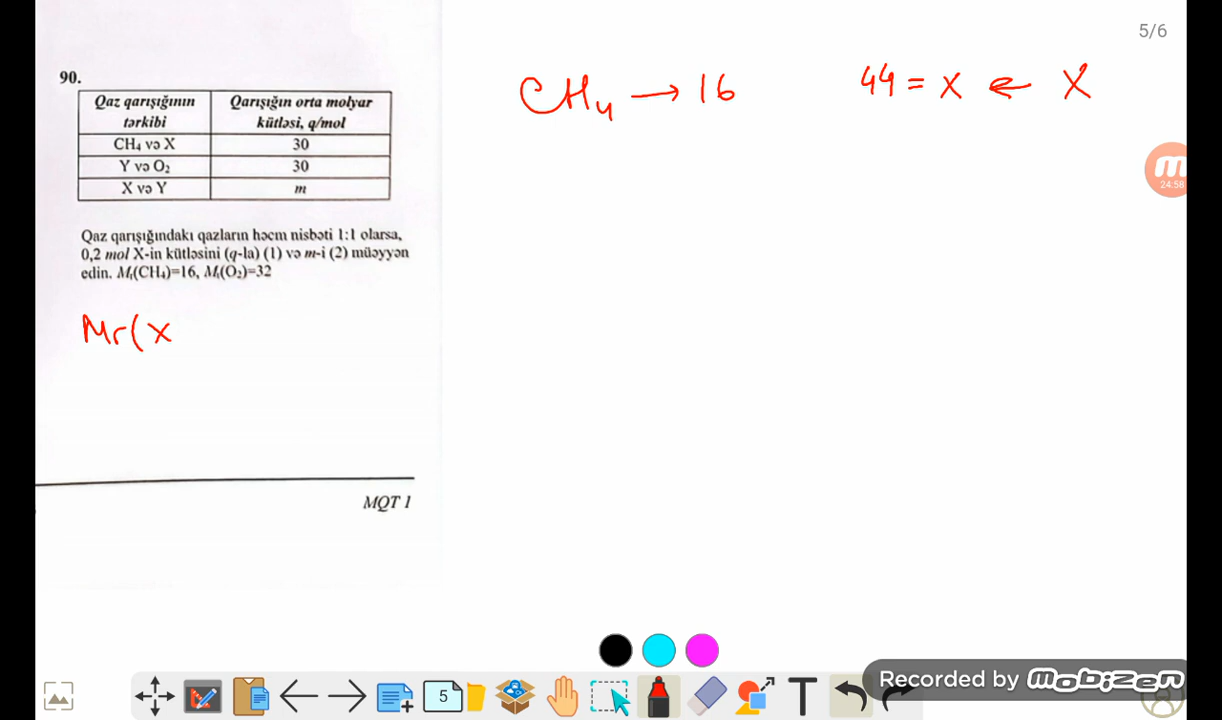 5/6
90.
Qaz qarışığının tərkibi
Qarışığın orta molyar kütləsi, q/mol
CH₄ və X
30
Y və O₂
30
X və Y
m
Qaz qarışığındakı qazların həcm nisbəti 1:1 olarsa,
0,2 mol X-in kütləsini (q-la) (1) və m-i (2) müəyyən
edin. Mᵣ(CH₄)=16, Mᵣ(O₂)=32
Mr(x
MQT 1
CH₄ → 16
44 = x ← X
m
24:58
5
T
Recorded by mobizen